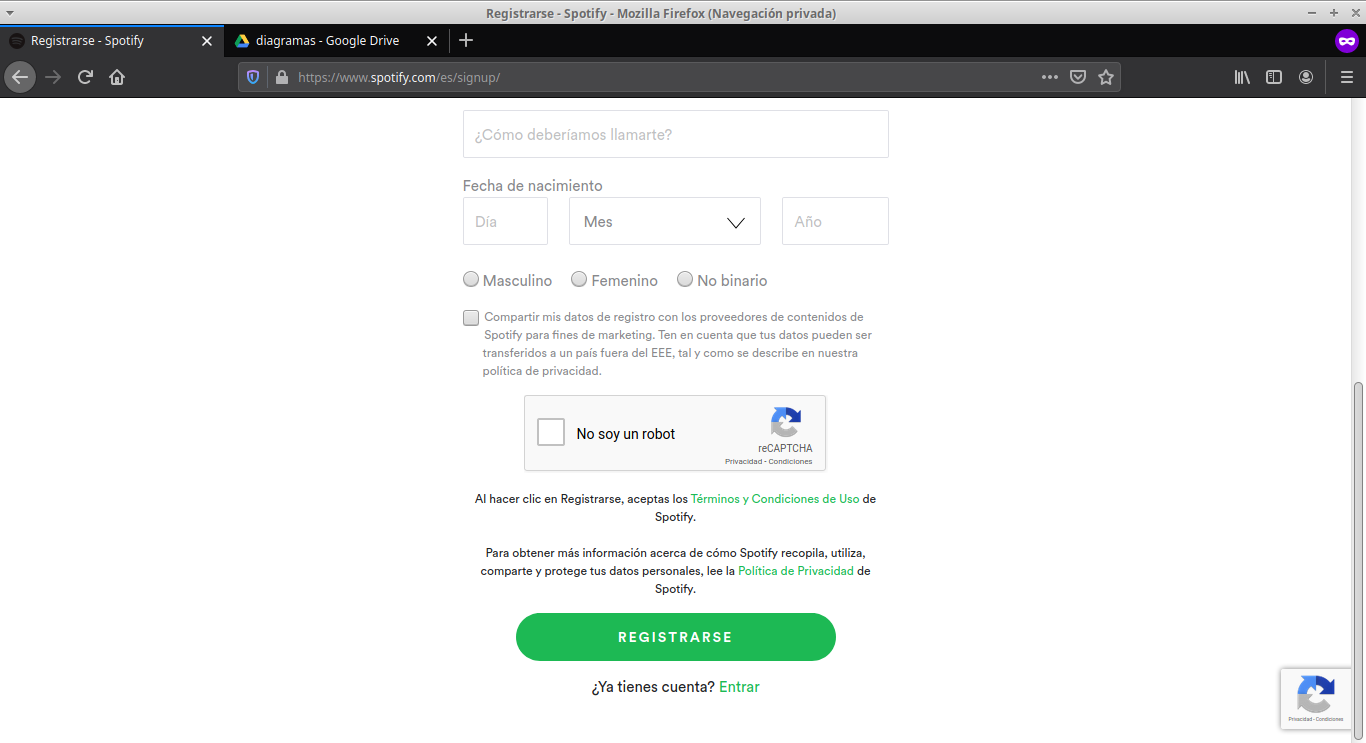 Registrarse - Spotify - Mozilla Firefox (Navegación privada)
Registrarse - Spotify
diagramas - Google Drive
https://www.spotify.com/es/signup/
¿Cómo deberíamos llamarte?
Fecha de nacimiento
Día
Mes
Año
Masculino
Femenino
No binario
Compartir mis datos de registro con los proveedores de contenidos de
Spotify para fines de marketing. Ten en cuenta que tus datos pueden ser
transferidos a un país fuera del EEE, tal y como se describe en nuestra
política de privacidad.
No soy un robot
reCAPTCHA
Privacidad - Condiciones
Al hacer clic en Registrarse, aceptas los Términos y Condiciones de Uso de
Spotify.
Para obtener más información acerca de cómo Spotify recopila, utiliza,
comparte y protege tus datos personales, lee la Política de Privacidad de
Spotify.
REGISTRARSE
¿Ya tienes cuenta? Entrar
Privacidad - Condiciones